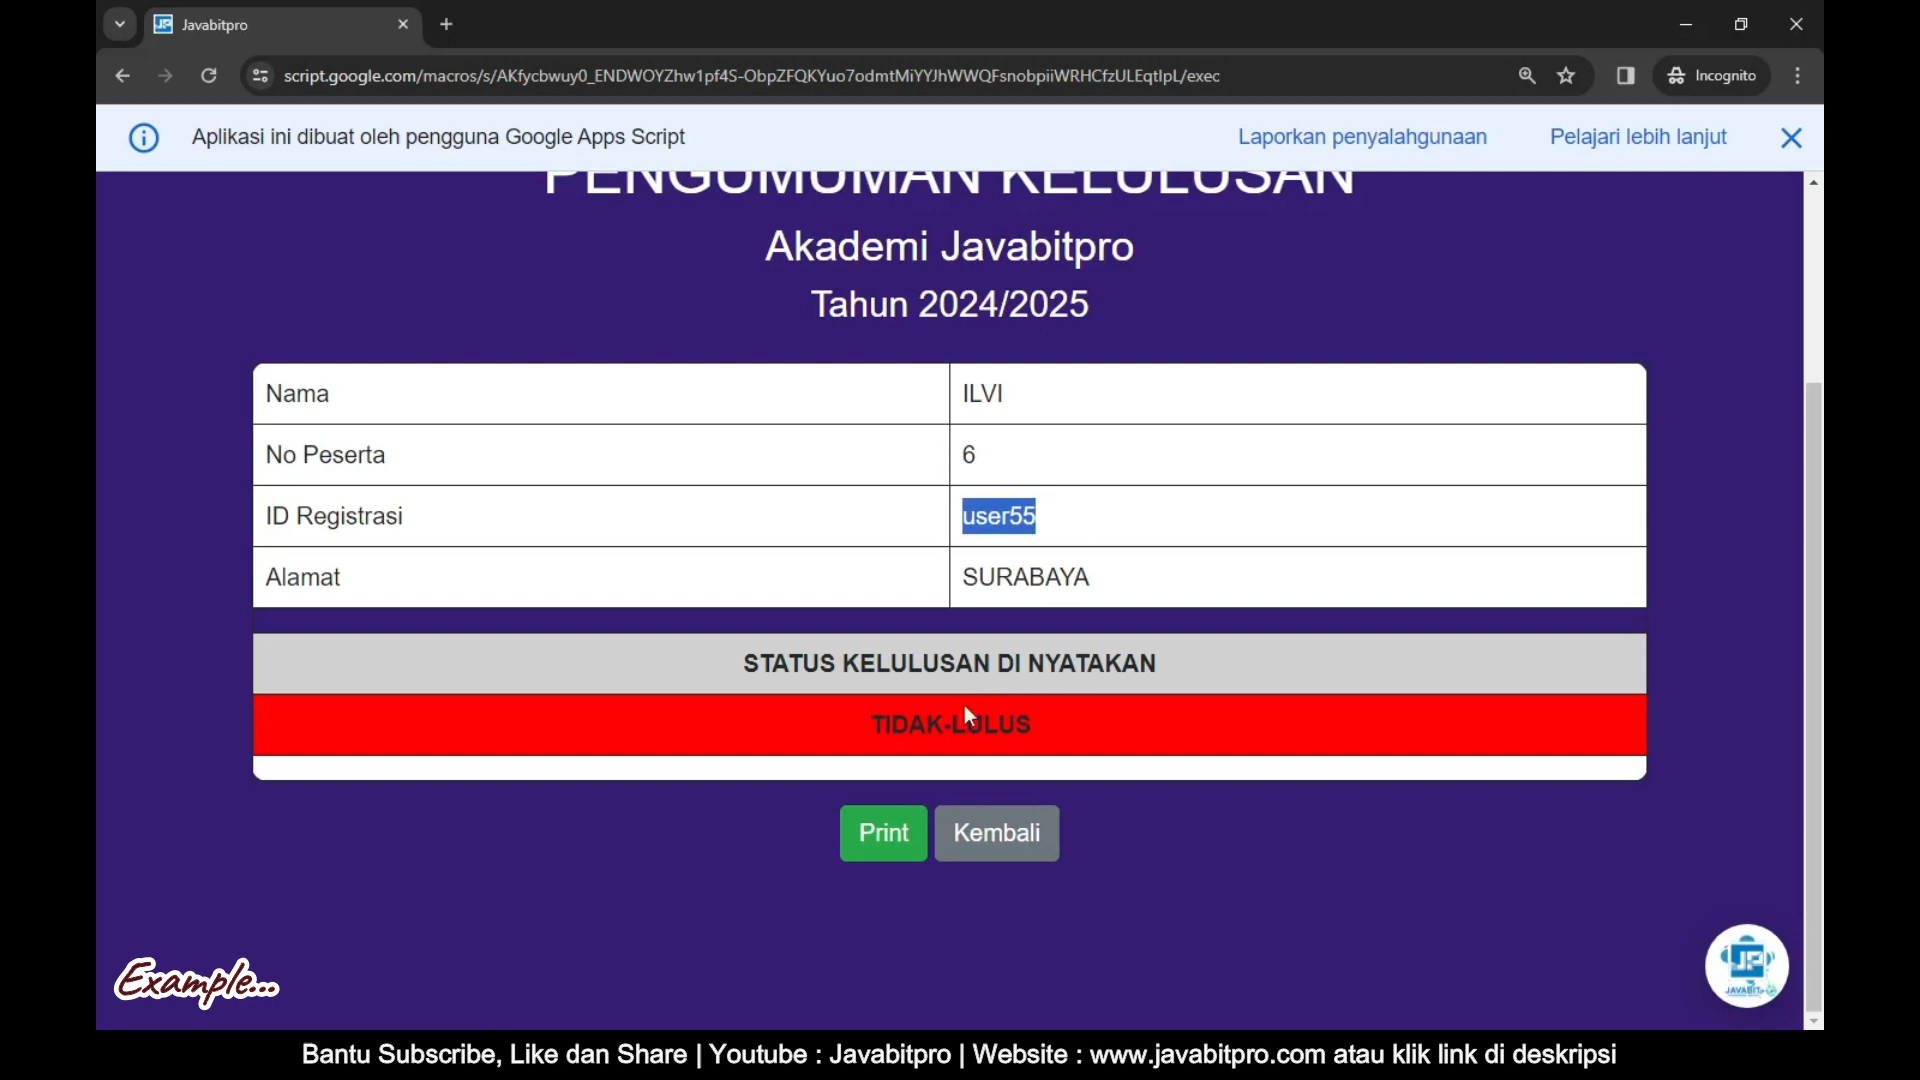 Javabitpro
script.google.com/macros/s/AKfycbwuy0_ENDWOYZhw1pf4S-ObpZFQKYuo7odmtMiYYJhWWQFsnobpiiWRHCfzULEqtlpL/exec
Incognito
Aplikasi ini dibuat oleh pengguna Google Apps Script
Laporkan penyalahgunaan
Pelajari lebih lanjut
PENGUMUMAN KELULUSAN
Akademi Javabitpro
Tahun 2024/2025
Nama ILVI
No Peserta 6
ID Registrasi user55
Alamat SURABAYA
STATUS KELULUSAN DI NYATAKAN
TIDAK-LULUS
Print Kembali
Example...
JP
JAVABIT
Bantu Subscribe, Like dan Share | Youtube : Javabitpro | Website : www.javabitpro.com atau klik link di deskripsi